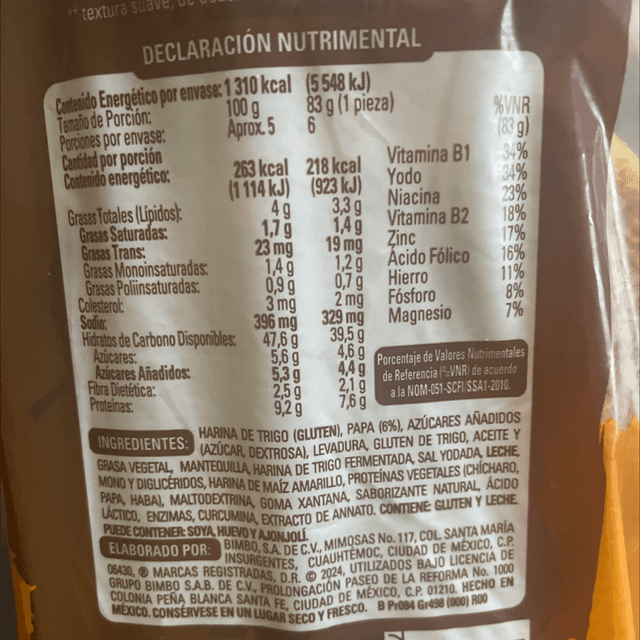 ** textura suave, de
DECLARACIÓN NUTRIMENTAL
Contenido Energético por envase: 1 310 kcal (5 548 kJ)
Tamaño de Porción: 100 g 83 g (1 pieza)
Porciones por envase: Aprox. 5 6
Cantidad por porción
Contenido energético: 263 kcal 218 kcal
(1 114 kJ) (923 kJ)
Grasas Totales (Lípidos): 4 g 3,3 g
Grasas Saturadas: 1,7 g 1,4 g
Grasas Trans: 23 mg 19 mg
Grasas Monoinsaturadas: 1,4 g 1,2 g
Grasas Poliinsaturadas: 0,9 g 0,7 g
Colesterol: 3 mg 2 mg
Sodio: 396 mg 329 mg
Hidratos de Carbono Disponibles: 47,6 g 39,5 g
Azúcares: 5,6 g 4,6 g
Azúcares Añadidos: 5,3 g 4,4 g
Fibra Dietética: 2,5 g 2,1 g
Proteínas: 9,2 g 7,6 g
%VNR
(83 g)
Vitamina B1 34%
Yodo 34%
Niacina 23%
Vitamina B2 18%
Zinc 17%
Ácido Fólico 16%
Hierro 11%
Fósforo 8%
Magnesio 7%
Porcentaje de Valores Nutrimentales
de Referencia (%VNR) de acuerdo
a la NOM-051-SCFI/SSA1-2010.
INGREDIENTES: HARINA DE TRIGO (GLUTEN), PAPA (6%), AZÚCARES AÑADIDOS
(AZÚCAR, DEXTROSA), LEVADURA, GLUTEN DE TRIGO, ACEITE Y
GRASA VEGETAL, MANTEQUILLA, HARINA DE TRIGO FERMENTADA, SAL YODADA, LECHE,
MONO Y DIGLICÉRIDOS, HARINA DE MAÍZ AMARILLO, PROTEÍNAS VEGETALES (CHÍCHARO,
PAPA, HABA), MALTODEXTRINA, GOMA XANTANA, SABORIZANTE NATURAL, ÁCIDO
LÁCTICO, ENZIMAS, CURCUMINA, EXTRACTO DE ANNATO. CONTIENE: GLUTEN Y LECHE.
PUEDE CONTENER: SOYA, HUEVO Y AJONJOLÍ.
ELABORADO POR: BIMBO, S.A. DE C.V., MIMOSAS No. 117, COL. SANTA MARÍA
INSURGENTES, CUAUHTÉMOC, CIUDAD DE MÉXICO, C.P.
06430, ® MARCAS REGISTRADAS, D.R. © 2024, UTILIZADOS BAJO LICENCIA DE
GRUPO BIMBO S.A.B. DE C.V., PROLONGACIÓN PASEO DE LA REFORMA No. 1000
COLONIA PEÑA BLANCA SANTA FE, CIUDAD DE MÉXICO, C.P. 01210. HECHO EN
MÉXICO. CONSÉRVESE EN UN LUGAR SECO Y FRESCO. B Pr084 Gr498 (000) R00